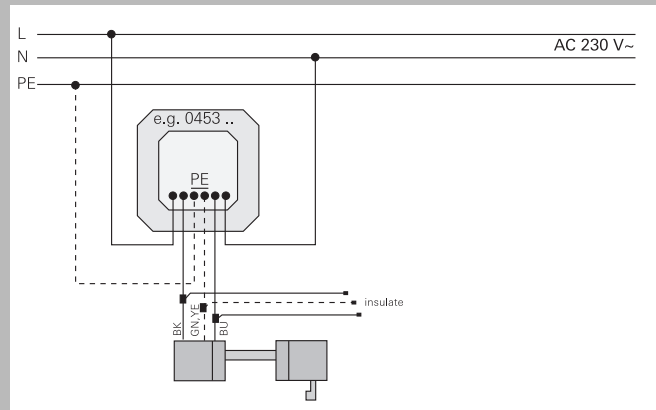 L
AC 230 V~
N
PE
e.g. 0453 ..
PE
insulate
BK
GN,YE
BU